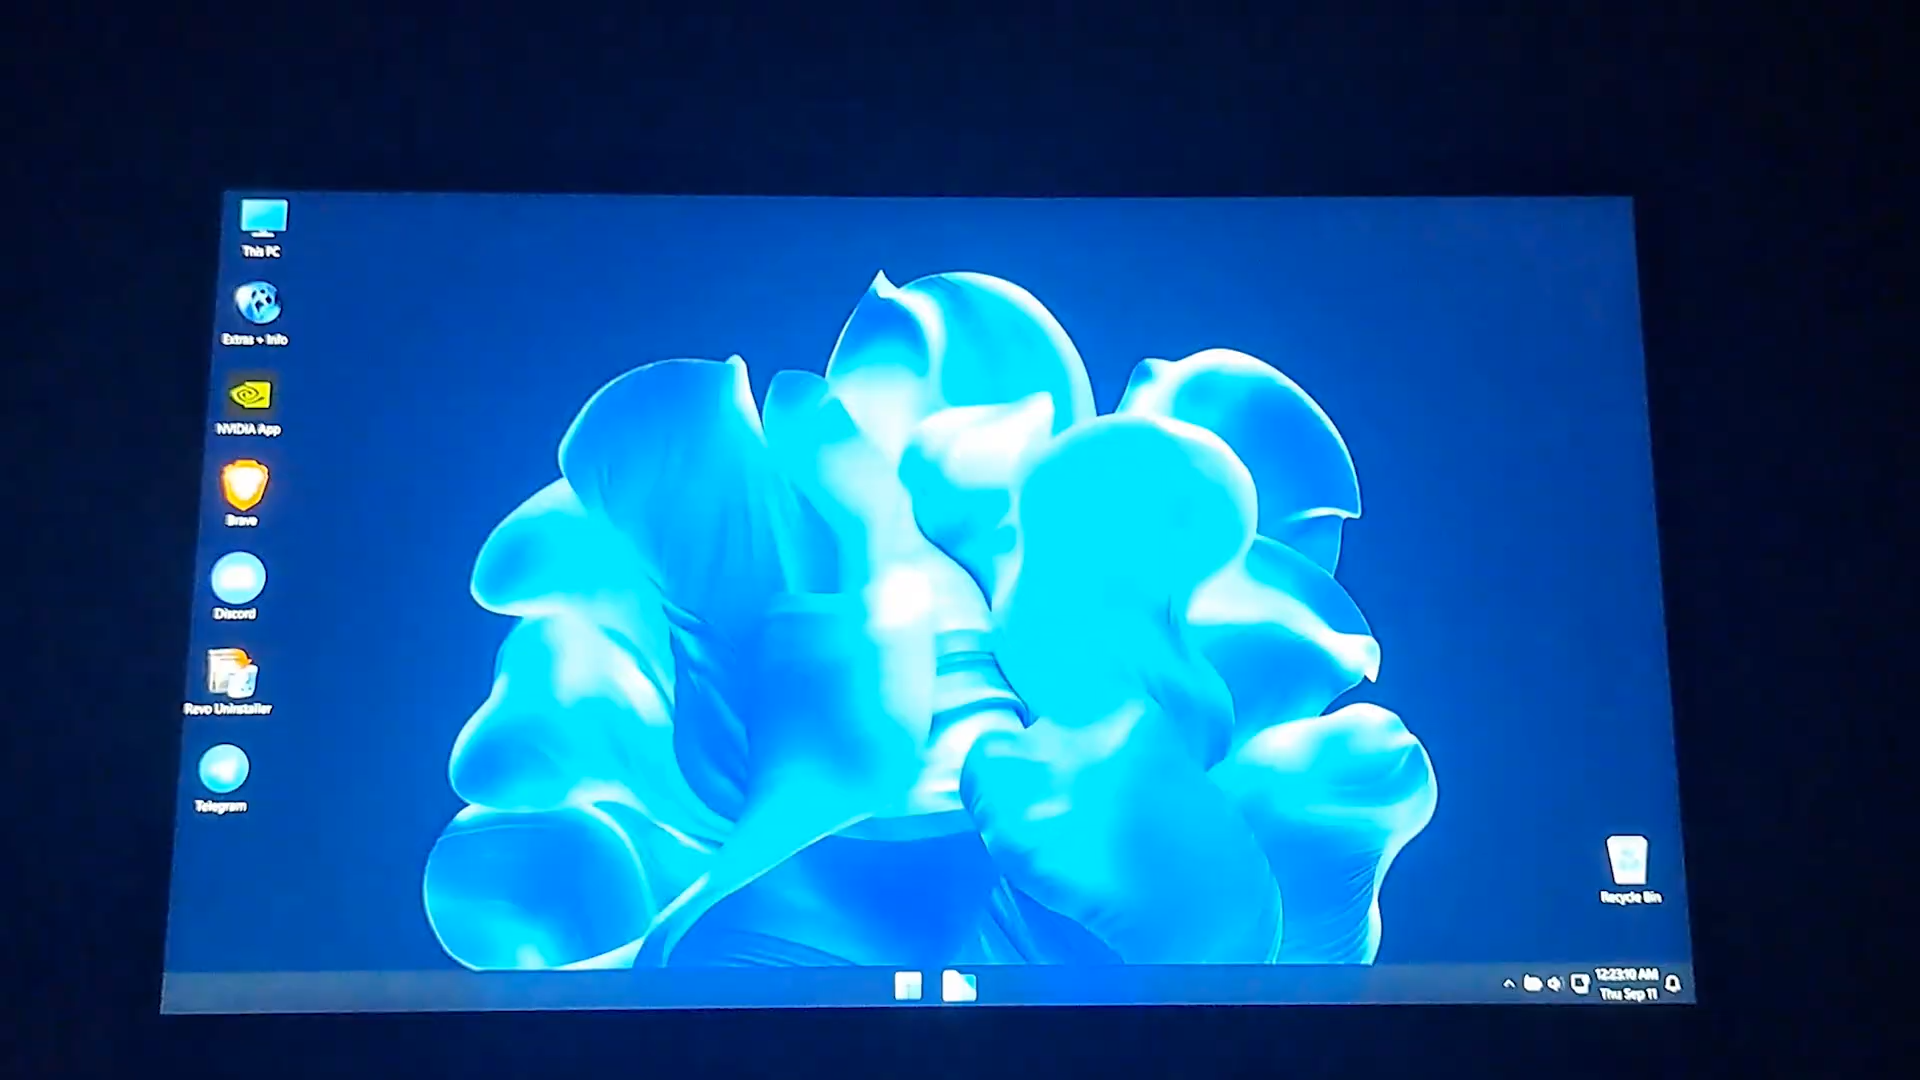 This PC
Extras + Info
NVIDIA App
Brave
Discord
Revo Uninstaller
Telegram
Recycle Bin
12:23:10 AM
Thu Sep 11